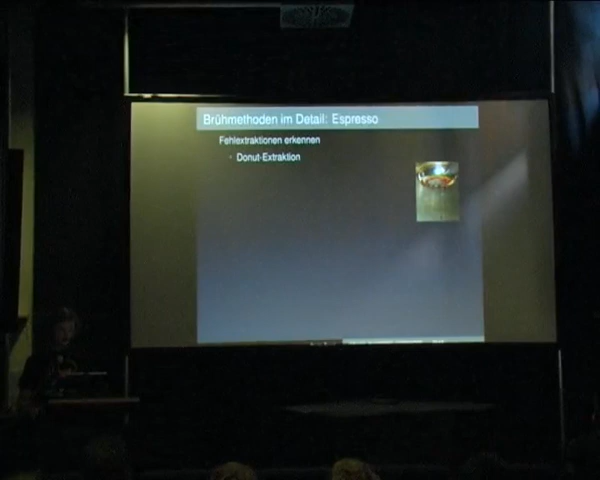 Brühmethoden im Detail: Espresso
Fehlextraktionen erkennen
Donut-Extraktion